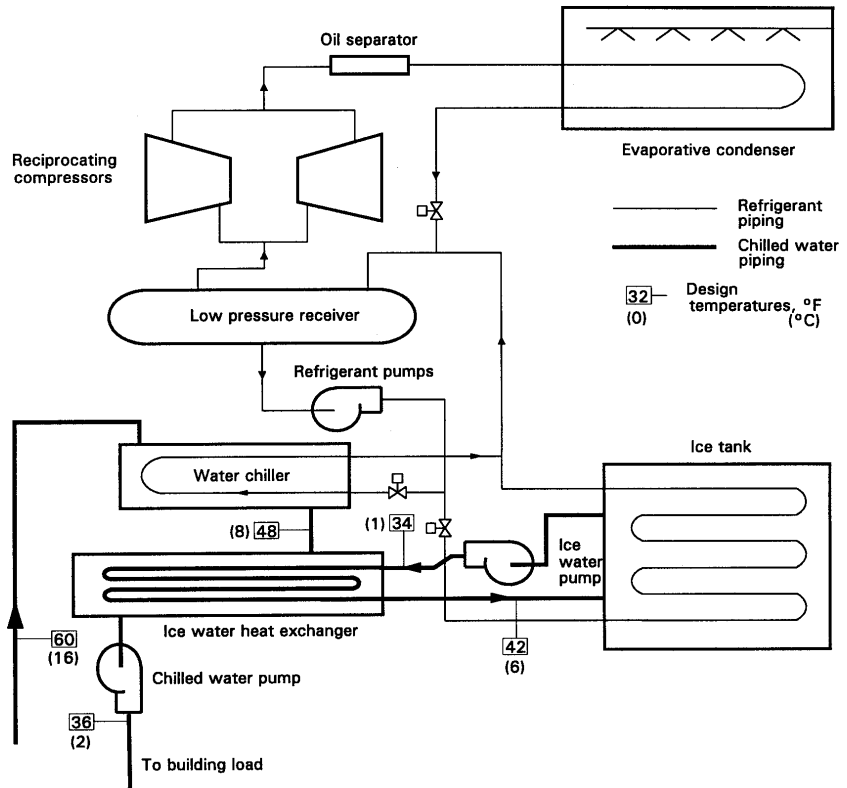 Oil separator
Reciprocating
compressors
Evaporative condenser
Refrigerant
piping
Chilled water
piping
32
(0)
Design
temperatures, °F
(°C)
Low pressure receiver
Refrigerant pumps
Water chiller
Ice tank
(8) 48
(1) 34
Ice
water
pump
Ice water heat exchanger
60
(16)
42
(6)
Chilled water pump
36
(2)
To building load